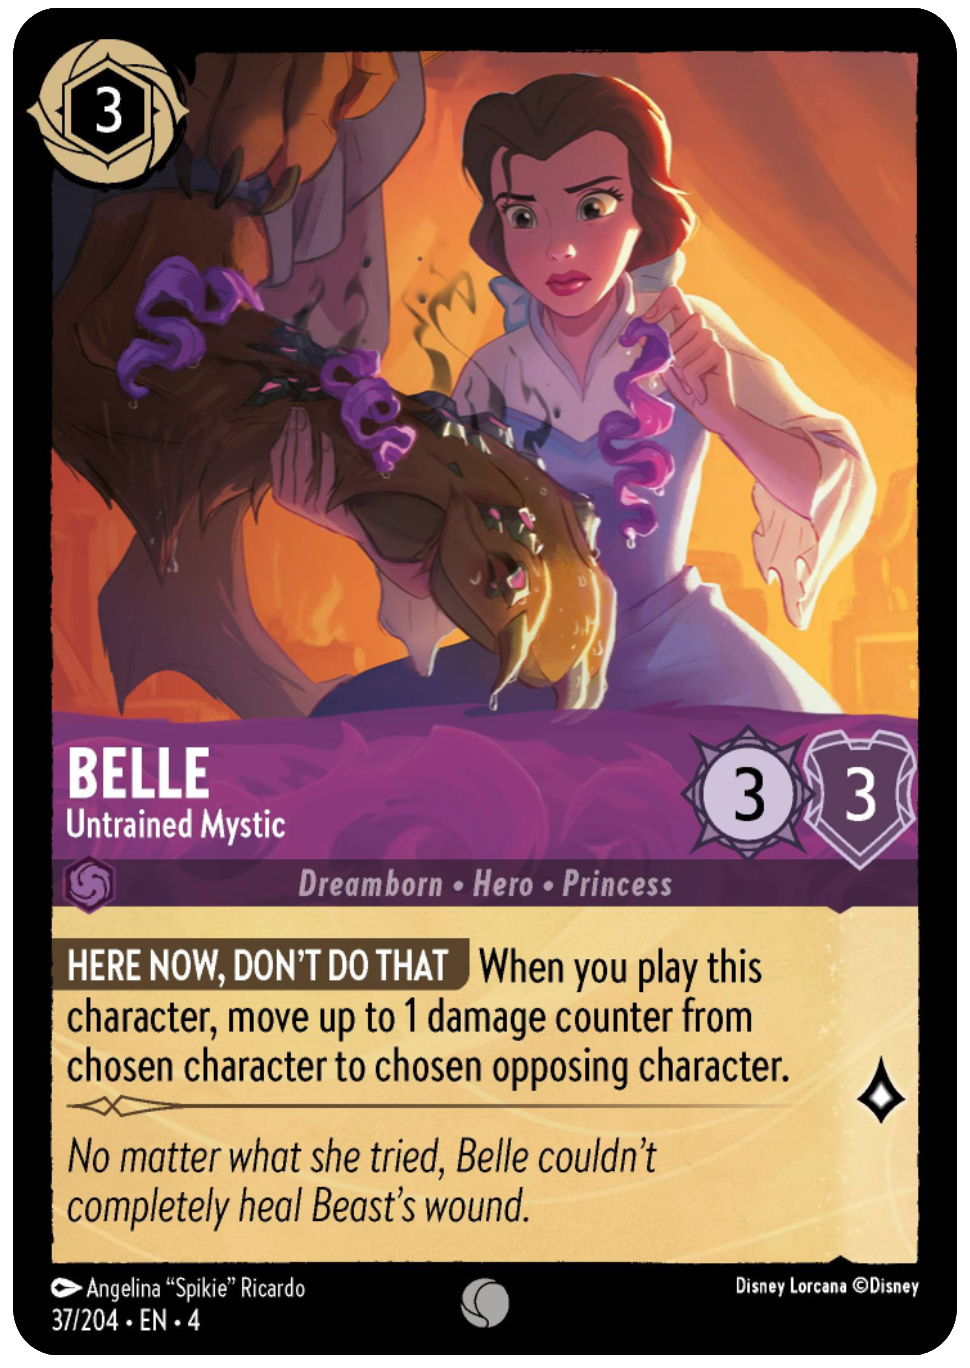 3
BELLE
Untrained Mystic
3
3
Dreamborn • Hero • Princess
HERE NOW, DON'T DO THAT When you play this
character, move up to 1 damage counter from
chosen character to chosen opposing character.
No matter what she tried, Belle couldn't
completely heal Beast's wound.
Angelina “Spikie” Ricardo
37/204 • EN • 4
Disney Lorcana ©Disney